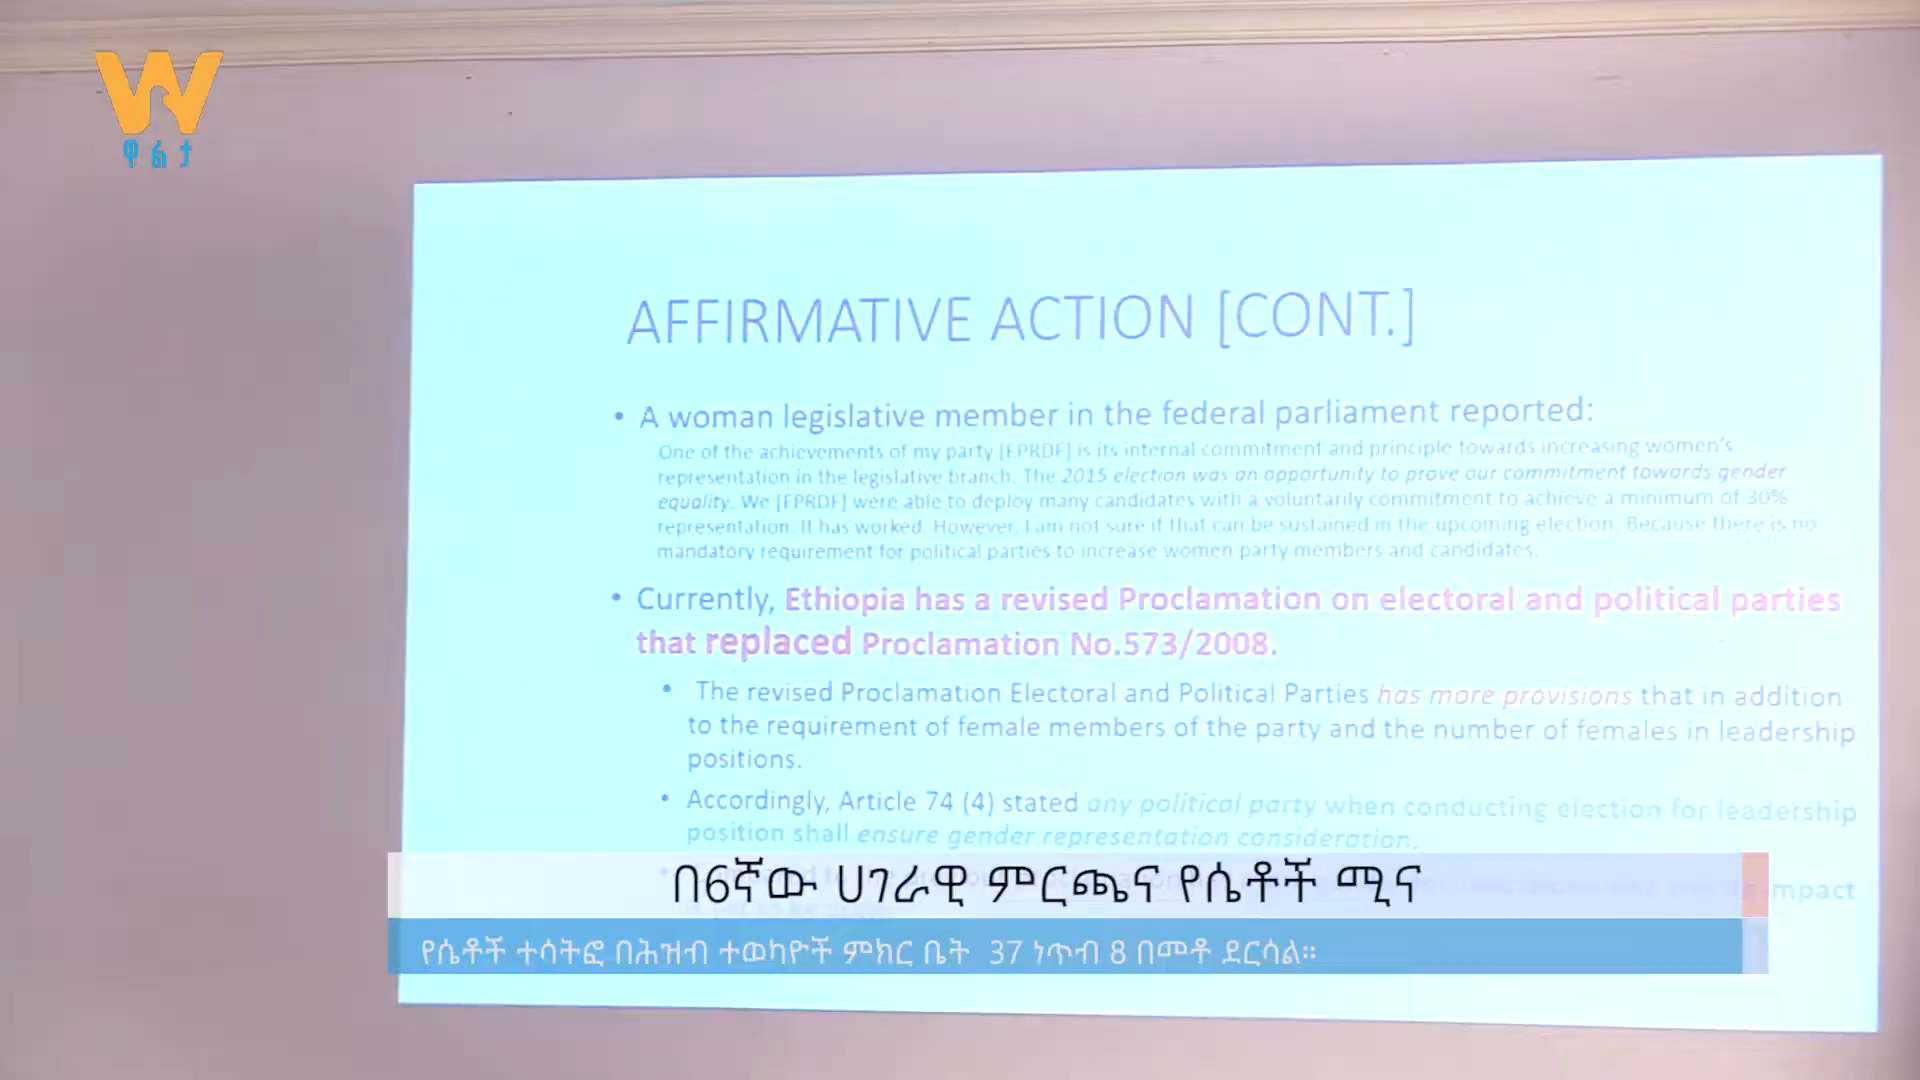 ዋልታ
AFFIRMATIVE ACTION [CONT.]
• A woman legislative member in the federal parliament reported:
One of the achievements of my party [EPRDF] is its internal commitment and principle towards increasing women's
representation in the legislative branch. The 2015 election was an opportunity to prove our commitment towards gender
equality. We [EPRDF] were able to deploy many candidates with a voluntarily commitment to achieve a minimum of 30%
representation. It has worked. However, I am not sure if that can be sustained in the upcoming election. Because there is no
mandatory requirement for political parties to increase women party members and candidates.
• Currently, Ethiopia has a revised Proclamation on electoral and political parties
that replaced Proclamation No.573/2008.
• The revised Proclamation Electoral and Political Parties has more provisions that in addition
to the requirement of female members of the party and the number of females in leadership
positions.
• Accordingly, Article 74 (4) stated any political party when conducting election for leadership
position shall ensure gender representation consideration.
impact
በ6ኛው ሀገራዊ ምርጫና የሴቶች ሚና
የሴቶች ተሳትፎ በሕዝብ ተወካዮች ምክር ቤት 37 ነጥብ 8 በመቶ ደርሳል።